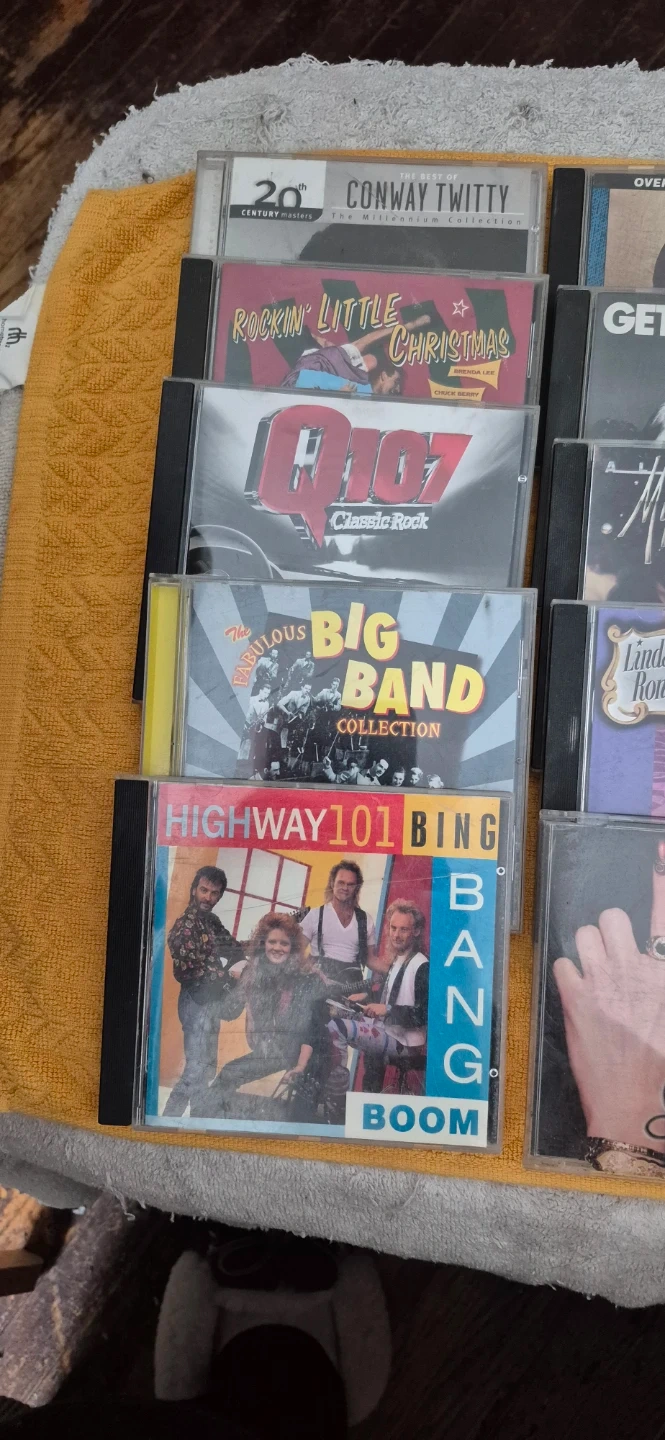 THE BEST OF
20th
CENTURY masters
CONWAY TWITTY
The Millennium Collection
ROCKIN' LITTLE
CHRISTMAS
BRENDA LEE
CHUCK BERRY
Q107
Classic Rock
The
FABULOUS
BIG
BAND
COLLECTION
HIGHWAY 101 BING
BANG
BOOM
OVER
GET
Linda
Ron